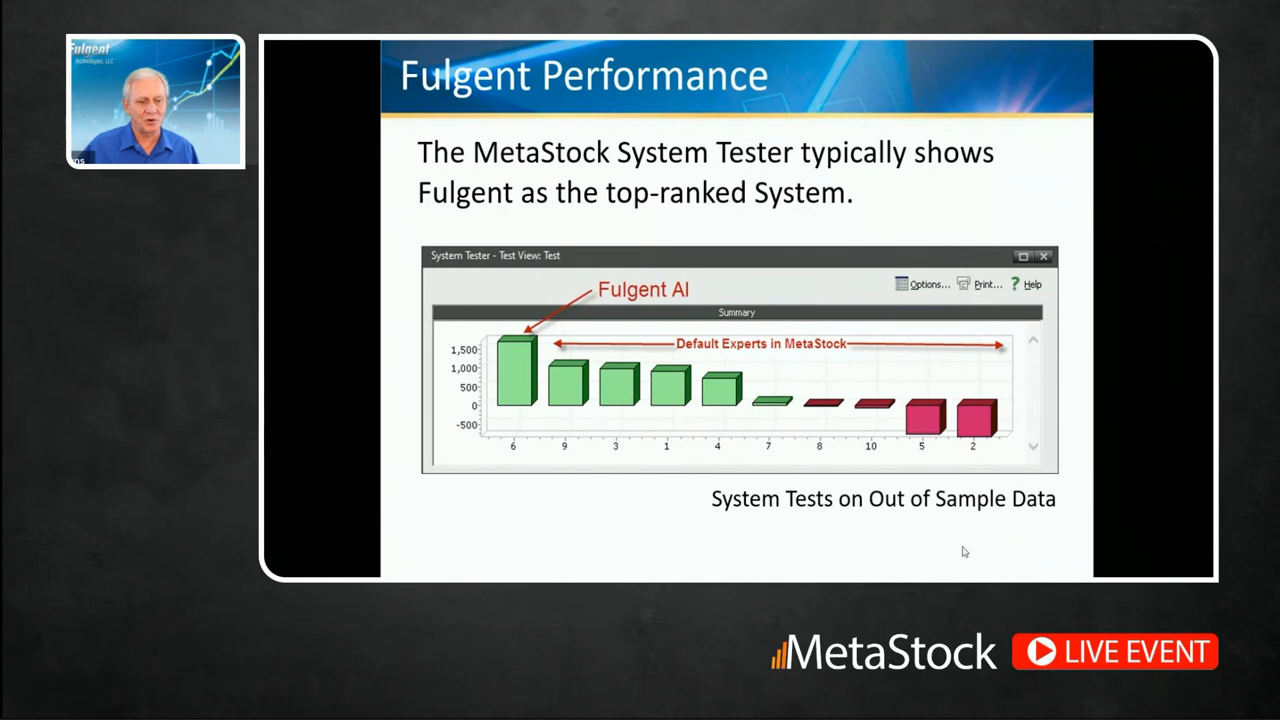 Fulgent
Technologies, LLC
Fulgent Performance
The MetaStock System Tester typically shows
Fulgent as the top-ranked System.
System Tester - Test View: Test
Options... Print... ? Help
Fulgent AI
Summary
Default Experts in MetaStock
1,500
1,000
500
0
-500
6 9 3 1 4 7 8 10 5 2
System Tests on Out of Sample Data
MetaStock LIVE EVENT